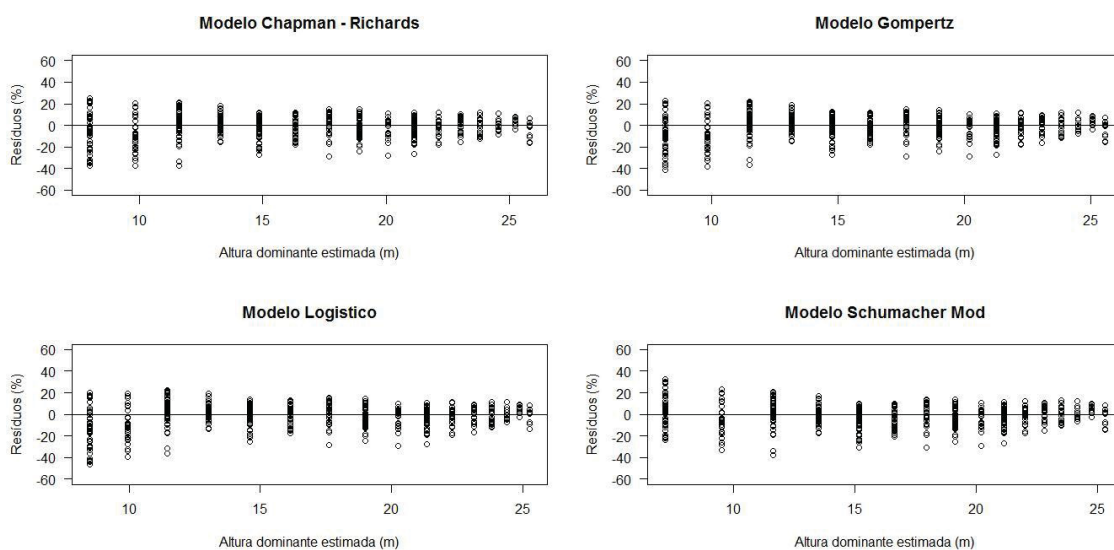 Modelo Chapman - Richards
60
40
20
0
-20
-40
-60
Resíduos (%)
10 15 20 25
Altura dominante estimada (m)
Modelo Gompertz
60
40
20
0
-20
-40
-60
Resíduos (%)
10 15 20 25
Altura dominante estimada (m)
Modelo Logistico
60
40
20
0
-20
-40
-60
Resíduos (%)
10 15 20 25
Altura dominante estimada (m)
Modelo Schumacher Mod
60
40
20
0
-20
-40
-60
Resíduos (%)
10 15 20 25
Altura dominante estimada (m)